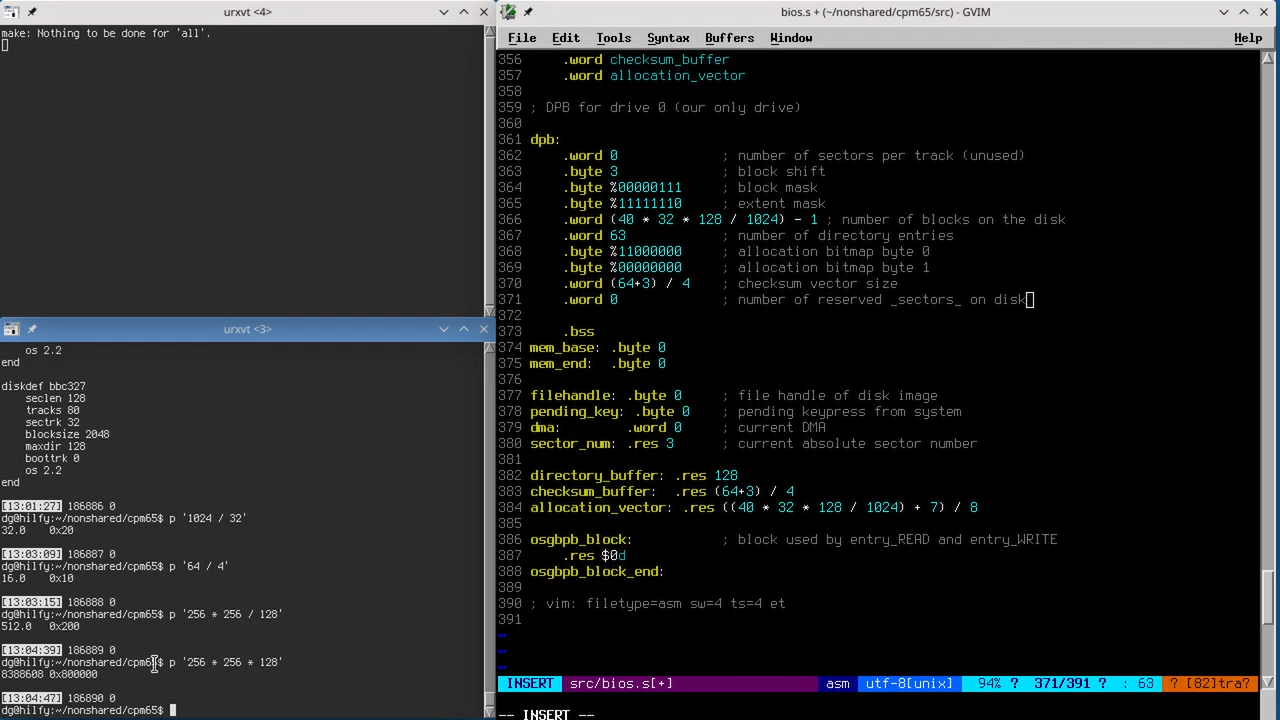 urxvt <4>
make: Nothing to be done for 'all'.
urxvt <3>
    os 2.2
end
diskdef bbc327
    seclen 128
    tracks 80
    sectrk 32
    blocksize 2048
    maxdir 128
    boottrk 0
    os 2.2
end
[13:01:27] 186886 0
dg@hilfy:~/nonshared/cpm65$ p '1024 / 32'
32.0    0x20
[13:03:09] 186887 0
dg@hilfy:~/nonshared/cpm65$ p '64 / 4'
16.0    0x10
[13:03:15] 186888 0
dg@hilfy:~/nonshared/cpm65$ p '256 * 256 / 128'
512.0   0x200
[13:04:39] 186889 0
dg@hilfy:~/nonshared/cpm65$ p '256 * 256 * 128'
8388608 0x800000
[13:04:47] 186890 0
dg@hilfy:~/nonshared/cpm65$
bios.s + (~/nonshared/cpm65/src) - GVIM
File Edit Tools Syntax Buffers Window Help
356     .word checksum_buffer
357     .word allocation_vector
358
359 ; DPB for drive 0 (our only drive)
360
361 dpb:
362     .word 0             ; number of sectors per track (unused)
363     .byte 3             ; block shift
364     .byte %00000111     ; block mask
365     .byte %11111110     ; extent mask
366     .word (40 * 32 * 128 / 1024) - 1 ; number of blocks on the disk
367     .word 63            ; number of directory entries
368     .byte %11000000     ; allocation bitmap byte 0
369     .byte %00000000     ; allocation bitmap byte 1
370     .word (64+3) / 4    ; checksum vector size
371     .word 0             ; number of reserved _sectors_ on disk
372
373     .bss
374 mem_base: .byte 0
375 mem_end:  .byte 0
376
377 filehandle: .byte 0     ; file handle of disk image
378 pending_key: .byte 0    ; pending keypress from system
379 dma:        .word 0     ; current DMA
380 sector_num: .res 3      ; current absolute sector number
381
382 directory_buffer: .res 128
383 checksum_buffer:  .res (64+3) / 4
384 allocation_vector: .res ((40 * 32 * 128 / 1024) + 7) / 8
385
386 osgbpb_block:          ; block used by entry_READ and entry_WRITE
387     .res $0d
388 osgbpb_block_end:
389
390 ; vim: filetype=asm sw=4 ts=4 et
391
~
~
~
INSERT src/bios.s[+] asm utf-8[unix] 94% ? 371/391 ? : 63 ? [82]tra?
-- INSERT --